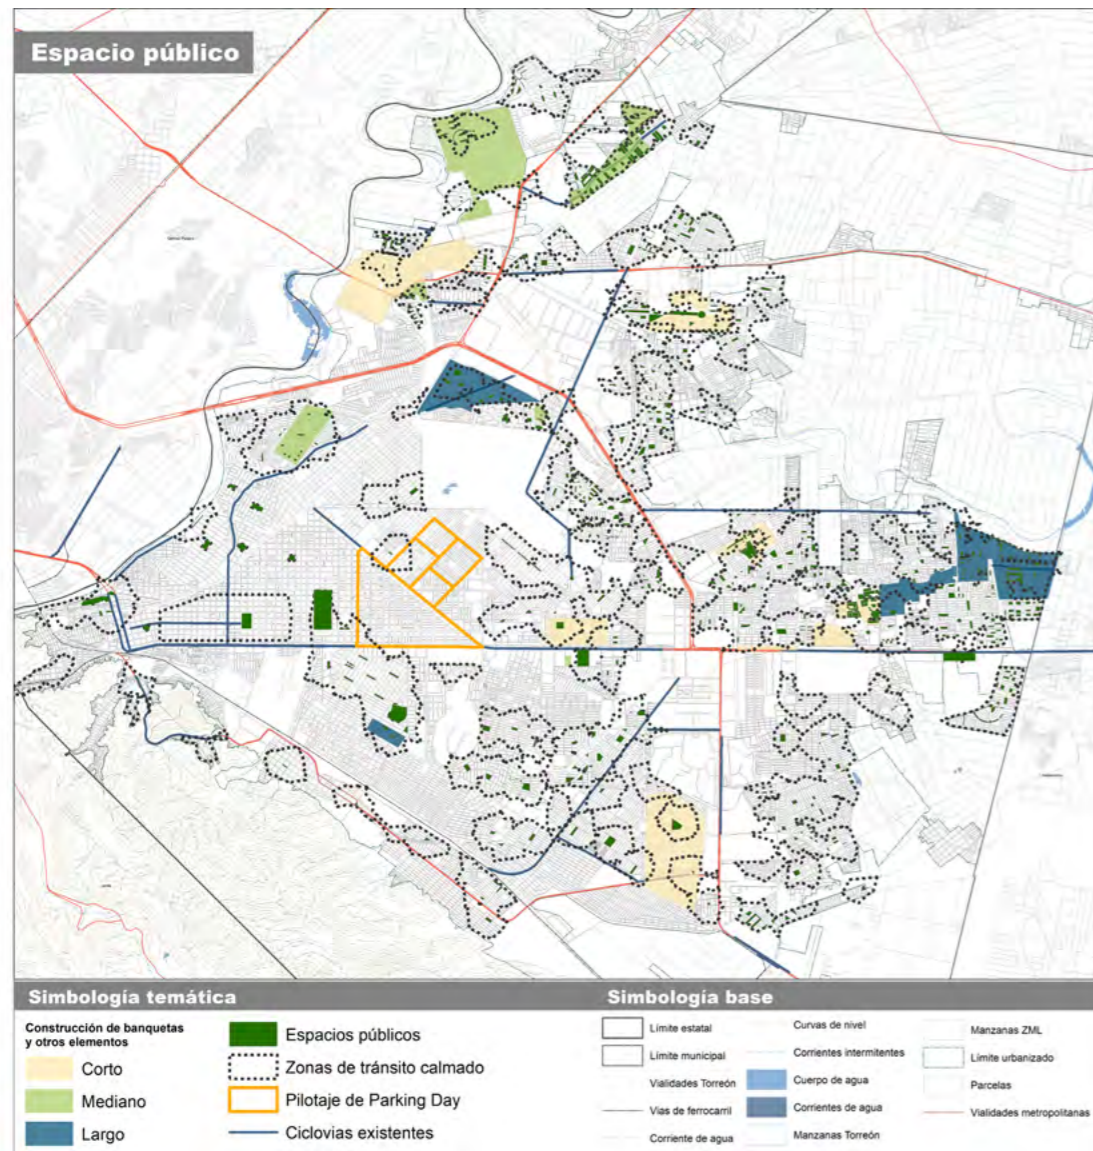 Espacio público
Simbología temática
Construcción de banquetas
y otros elementos
Corto
Mediano
Largo
Espacios públicos
Zonas de tránsito calmado
Pilotaje de Parking Day
Ciclovias existentes
Simbología base
Límite estatal
Límite municipal
Vialidades Torreón
Vias de ferrocarril
Corriente de agua
Curvas de nivel
Corrientes intermitentes
Cuerpo de agua
Corrientes de agua
Manzanas Torreón
Manzanas ZML
Límite urbanizado
Parcelas
Vialidades metropolitanas